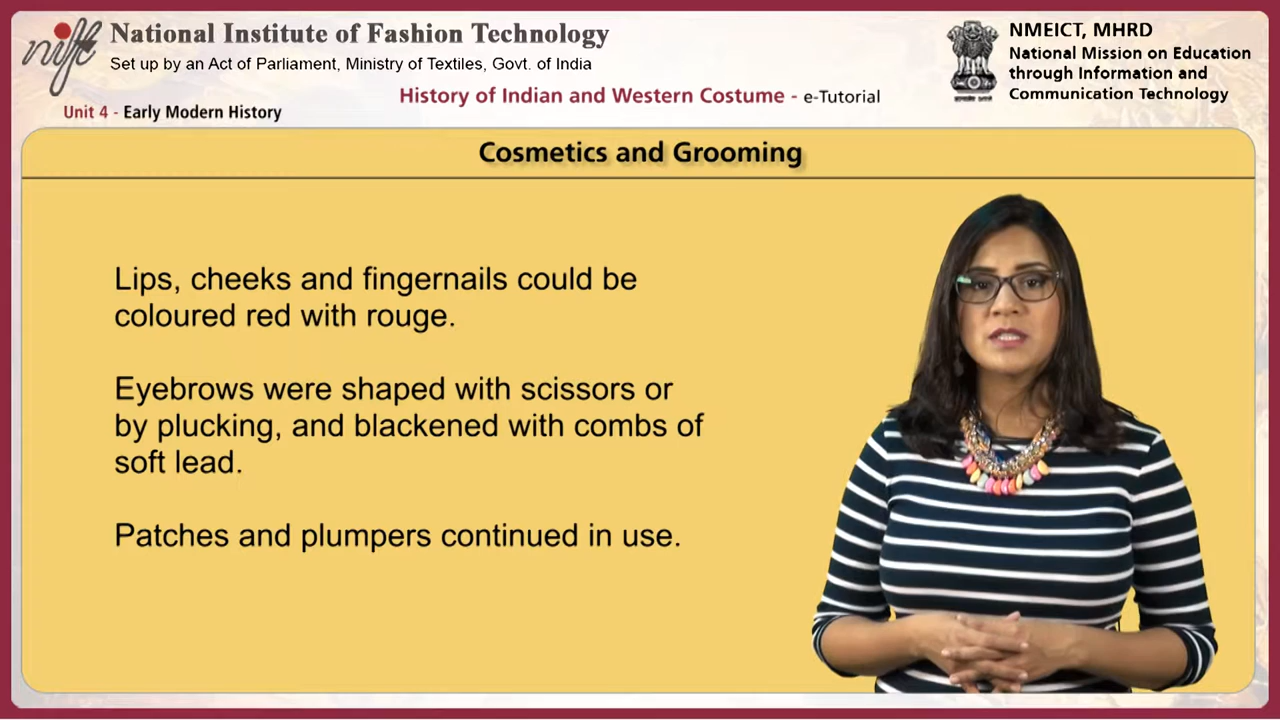 nift
National Institute of Fashion Technology
Set up by an Act of Parliament, Ministry of Textiles, Govt. of India
NMEICT, MHRD
National Mission on Education
through Information and
Communication Technology
History of Indian and Western Costume - e-Tutorial
Unit 4 - Early Modern History
Cosmetics and Grooming
Lips, cheeks and fingernails could be
coloured red with rouge.
Eyebrows were shaped with scissors or
by plucking, and blackened with combs of
soft lead.
Patches and plumpers continued in use.